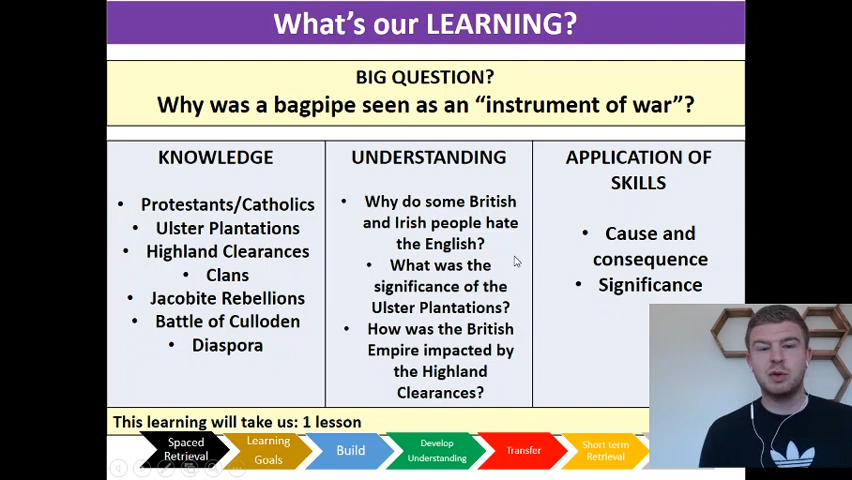 What's our LEARNING?
BIG QUESTION?
Why was a bagpipe seen as an “instrument of war”?
KNOWLEDGE
• Protestants/Catholics
• Ulster Plantations
• Highland Clearances
• Clans
• Jacobite Rebellions
• Battle of Culloden
• Diaspora
UNDERSTANDING
• Why do some British
and Irish people hate
the English?
• What was the
significance of the
Ulster Plantations?
• How was the British
Empire impacted by
the Highland
Clearances?
APPLICATION OF
SKILLS
• Cause and
consequence
• Significance
This learning will take us: 1 lesson
Spaced
Retrieval
Learning
Goals
Build
Develop
Understanding
Transfer
Short term
Retrieval
adidas